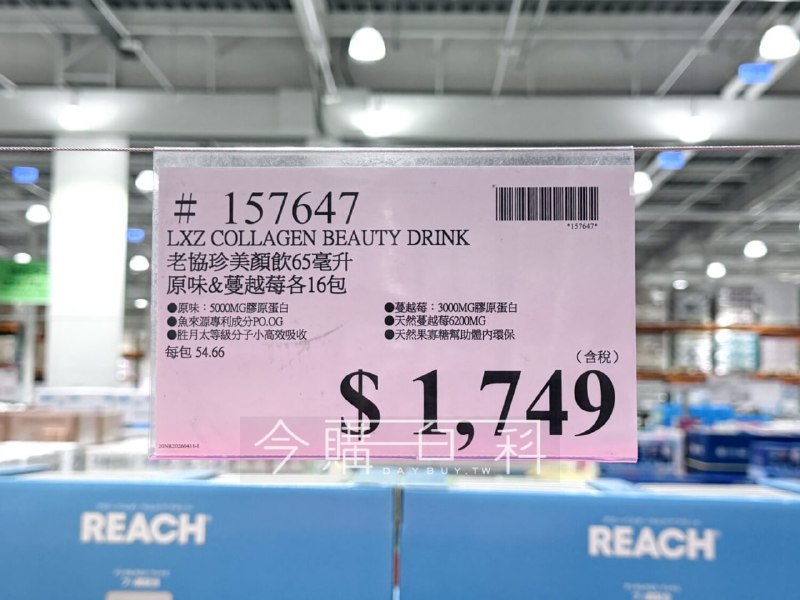 # 157647
*157647*
LXZ COLLAGEN BEAUTY DRINK
老協珍美顏飲65毫升
原味&蔓越莓各16包
●原味：5000MG膠原蛋白
●蔓越莓：3000MG膠原蛋白
●魚來源專利成分PO.OG
●天然蔓越莓6200MG
●胜月太等級分子小高效吸收
●天然果寡糖幫助體內環保
每包 54.66
（含稅）
$ 1,749
今購百科
DAYBUY.TW
REACH
REACH